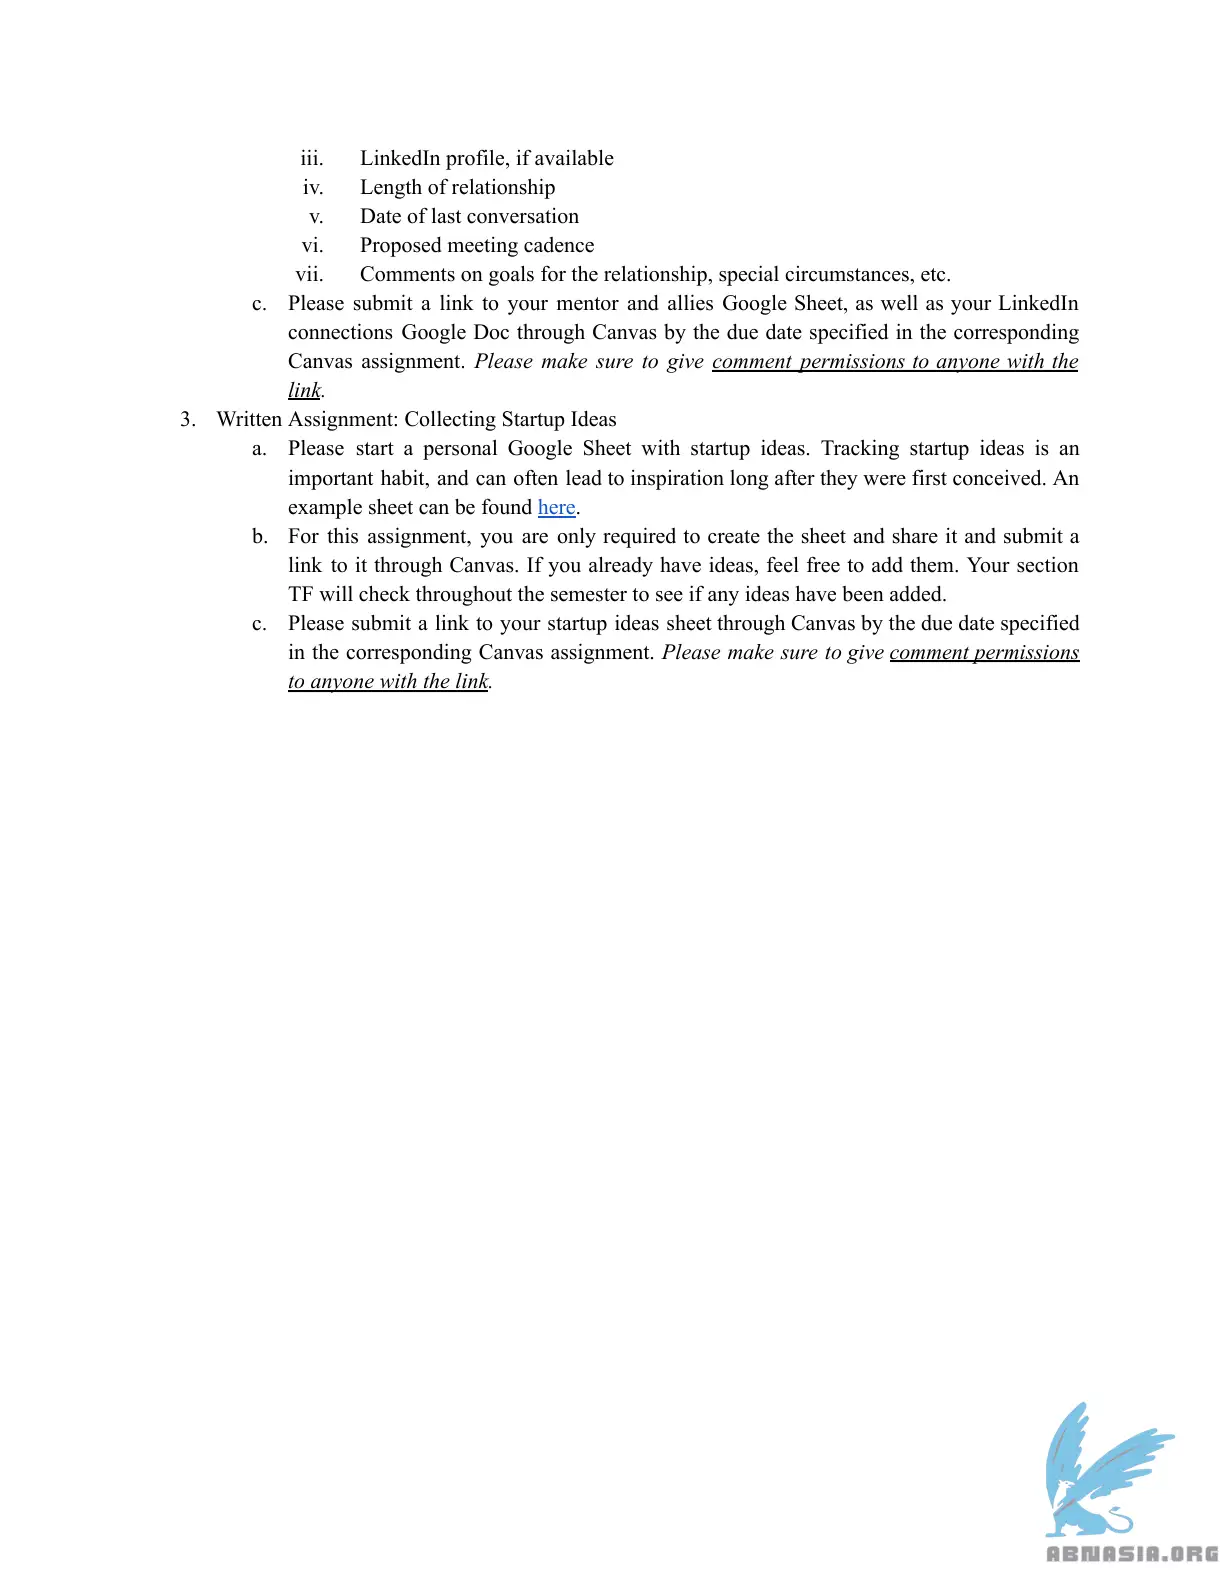 iii. LinkedIn profile, if available
iv. Length of relationship
v. Date of last conversation
vi. Proposed meeting cadence
vii. Comments on goals for the relationship, special circumstances, etc.
c. Please submit a link to your mentor and allies Google Sheet, as well as your LinkedIn
connections Google Doc through Canvas by the due date specified in the corresponding
Canvas assignment. Please make sure to give comment permissions to anyone with the
link.
3. Written Assignment: Collecting Startup Ideas
a. Please start a personal Google Sheet with startup ideas. Tracking startup ideas is an
important habit, and can often lead to inspiration long after they were first conceived. An
example sheet can be found here.
b. For this assignment, you are only required to create the sheet and share it and submit a
link to it through Canvas. If you already have ideas, feel free to add them. Your section
TF will check throughout the semester to see if any ideas have been added.
c. Please submit a link to your startup ideas sheet through Canvas by the due date specified
in the corresponding Canvas assignment. Please make sure to give comment permissions
to anyone with the link.
ABNASIA.ORG